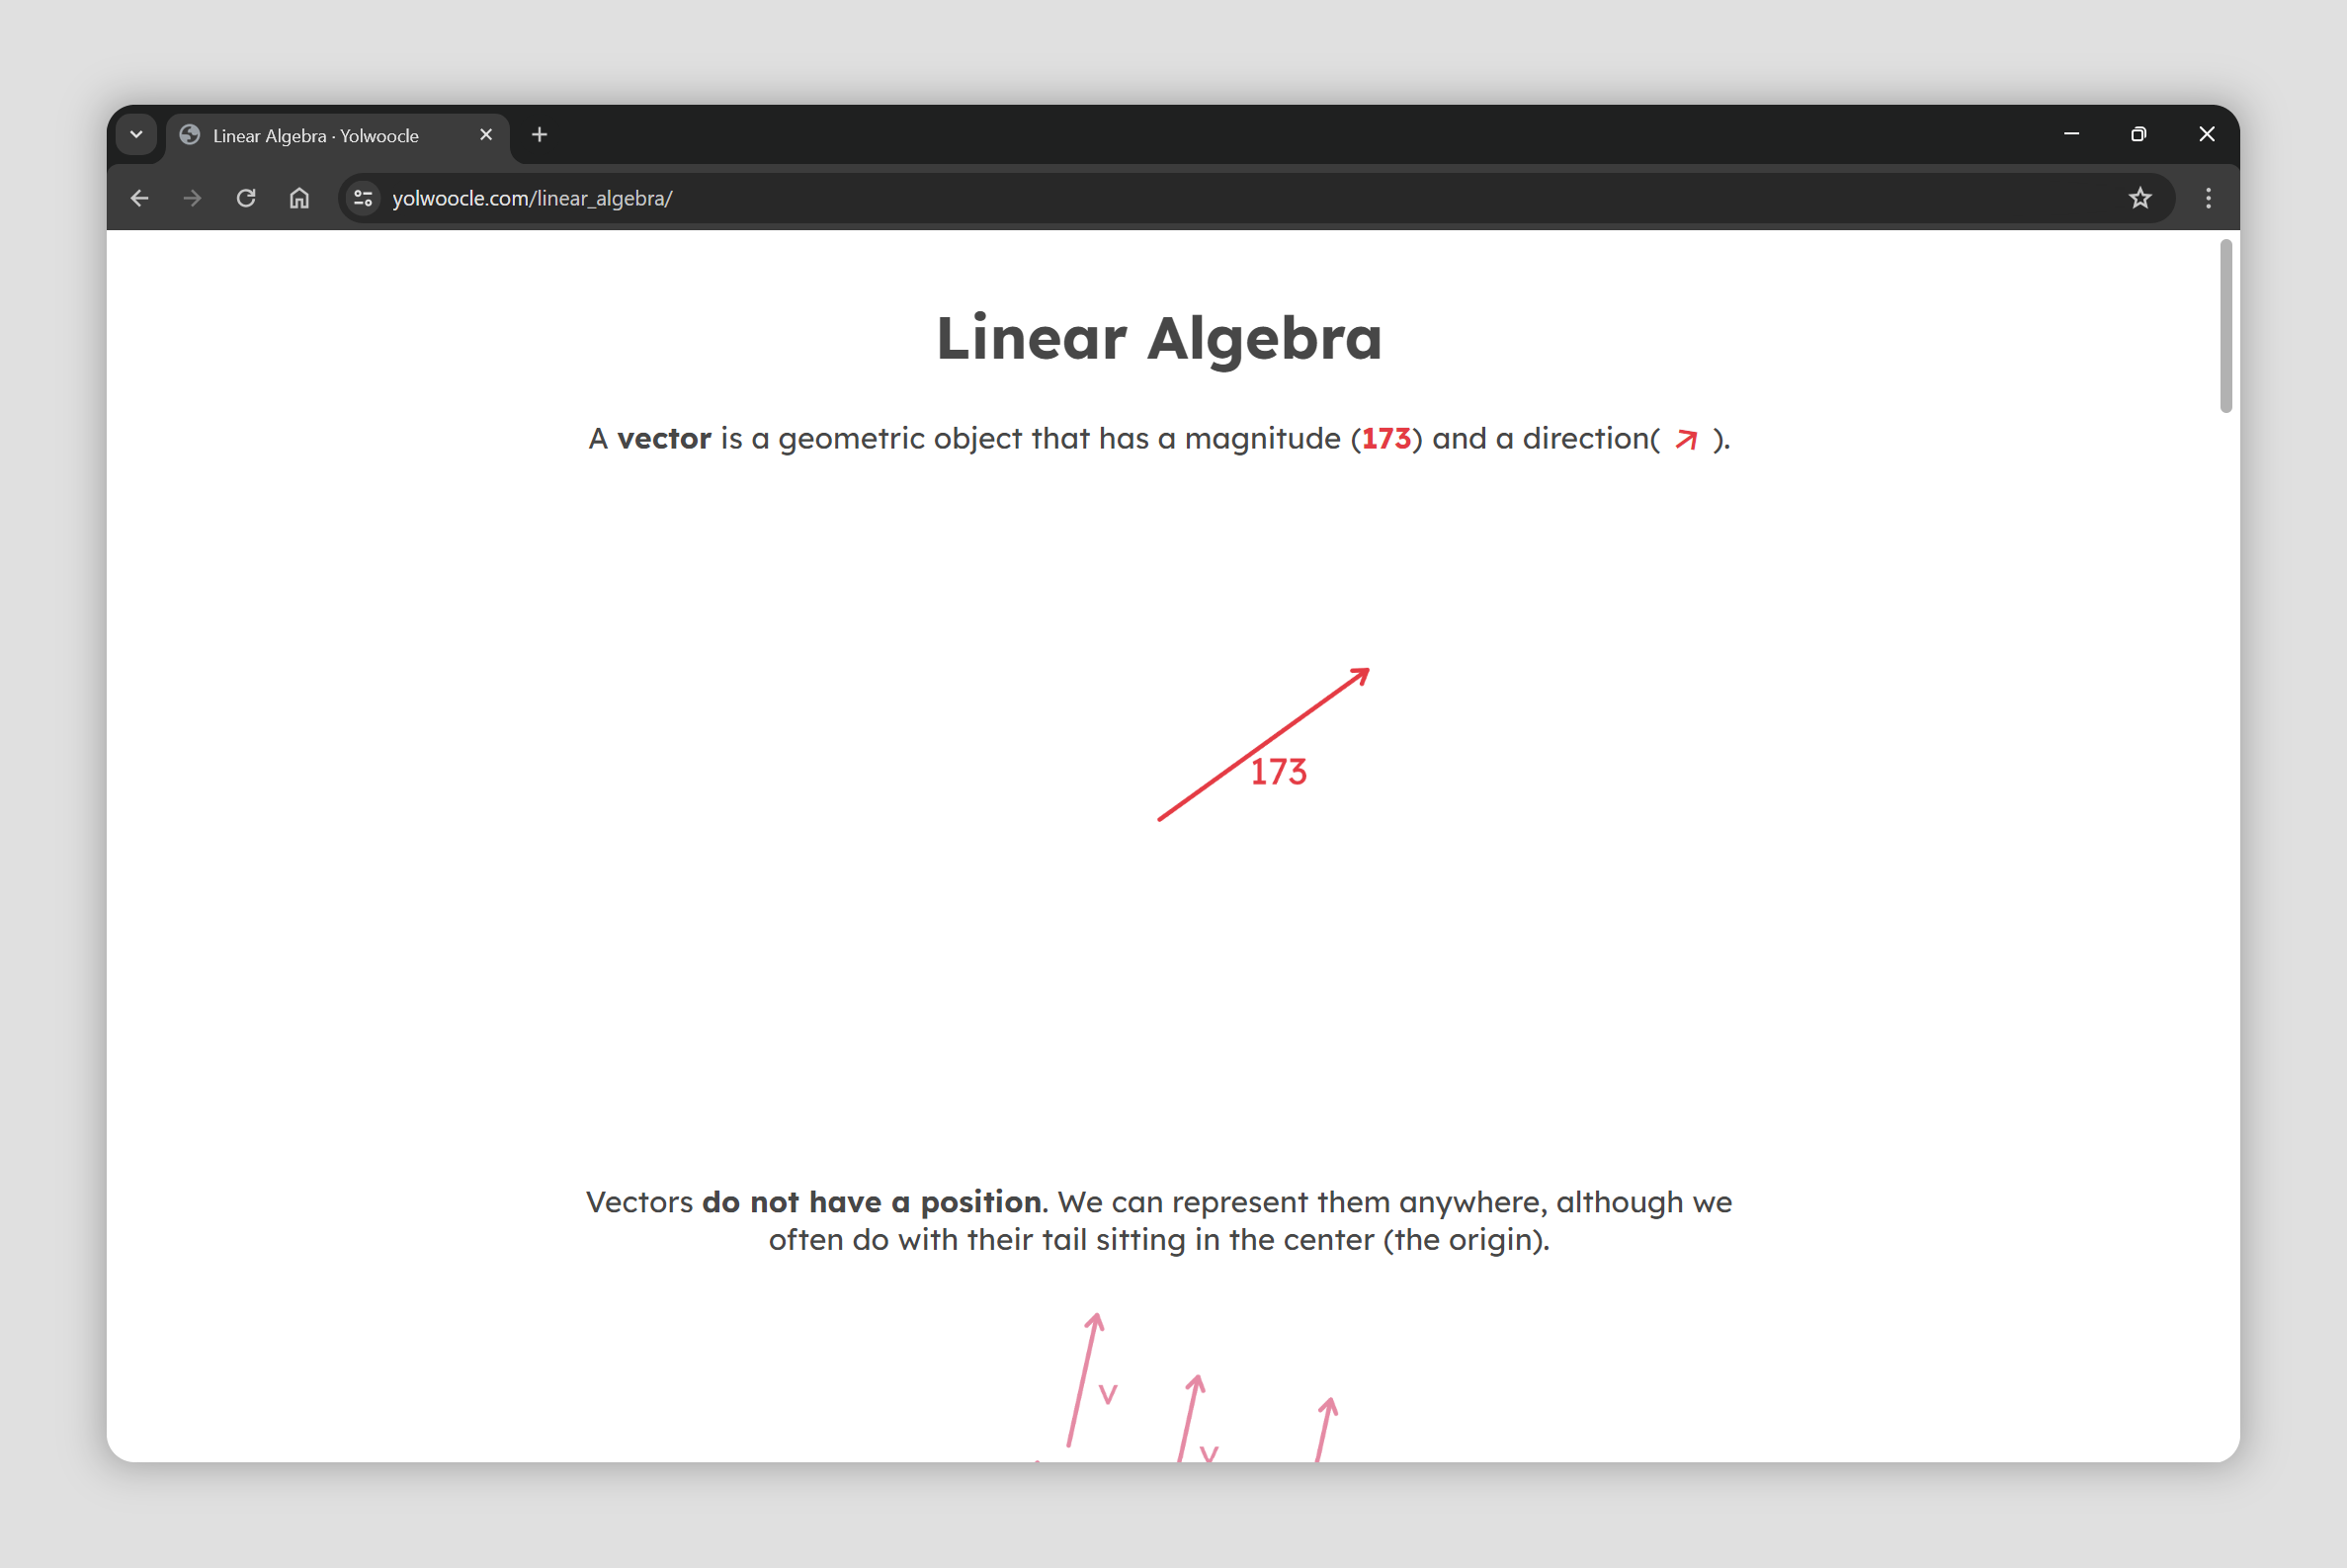 Linear Algebra · Yolwoocle
yolwoocle.com/linear_algebra/
Linear Algebra
A vector is a geometric object that has a magnitude (173) and a direction( ↗ ).
173
Vectors do not have a position. We can represent them anywhere, although we
often do with their tail sitting in the center (the origin).
v
v